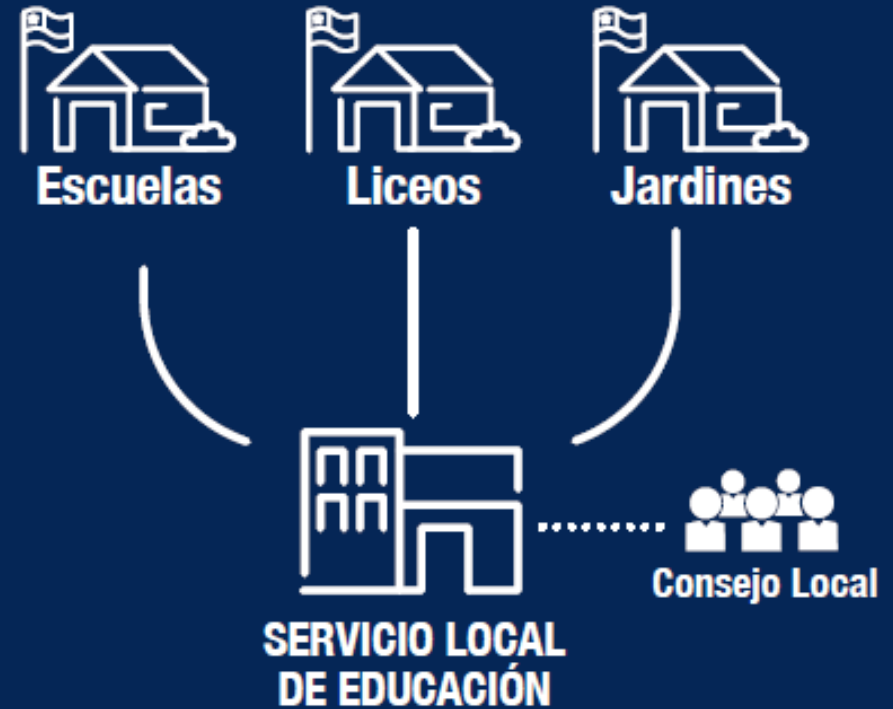 Escuelas
Liceos
Jardines
Consejo Local
SERVICIO LOCAL
DE EDUCACIÓN